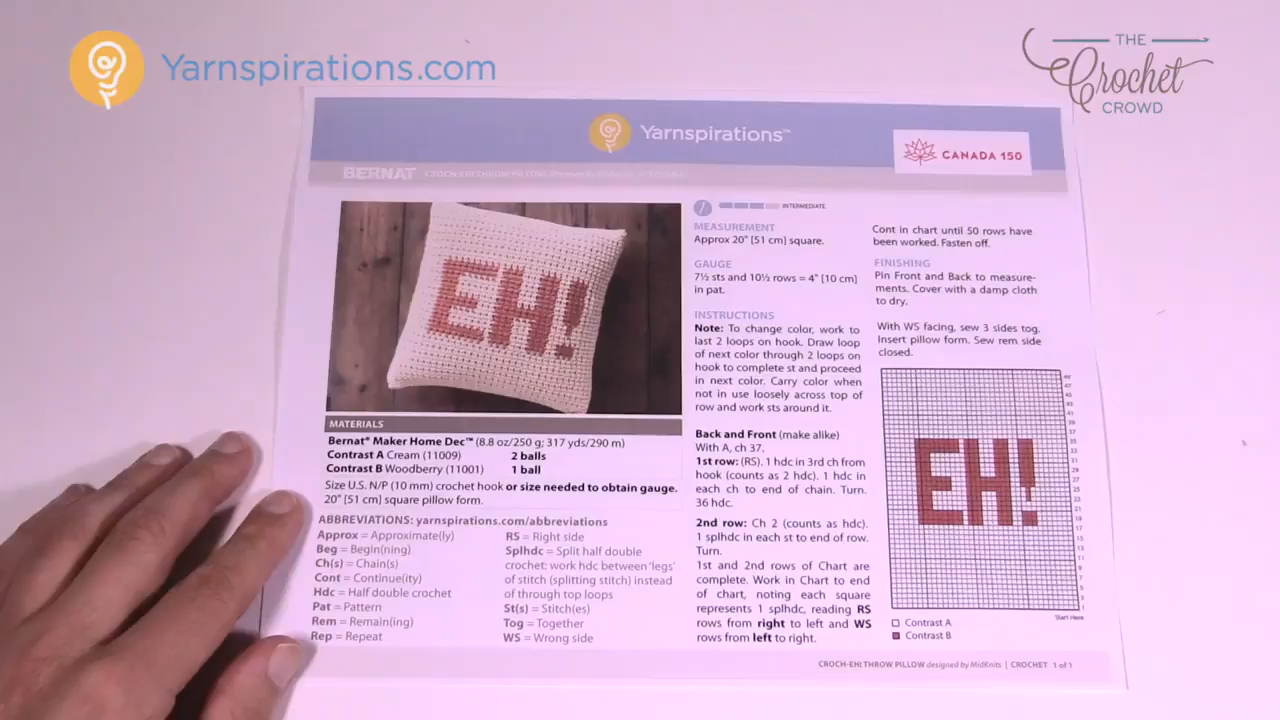 Yarnspirations.com
THE
Crochet
CROWD
Yarnspirations™
CANADA 150
BERNAT
INTERMEDIATE
MATERIALS
Bernat® Maker Home Dec™ (8.8 oz/250 g; 317 yds/290 m)
Contrast A Cream (11009) 2 balls
Contrast B Woodberry (11001) 1 ball
Size U.S. N/P (10 mm) crochet hook or size needed to obtain gauge.
20" [51 cm] square pillow form.
ABBREVIATIONS: yarnspirations.com/abbreviations
Approx = Approximate(ly)
Beg = Begin(ning)
Ch(s) = Chain(s)
Cont = Continue(ity)
Hdc = Half double crochet
Pat = Pattern
Rem = Remain(ing)
Rep = Repeat
RS = Right side
Splhdc = Split half double
crochet: work hdc between 'legs'
of stitch (splitting stitch) instead
of through top loops
St(s) = Stitch(es)
Tog = Together
WS = Wrong side
MEASUREMENT
Approx 20" [51 cm] square.
GAUGE
7½ sts and 10½ rows = 4" [10 cm]
in pat.
INSTRUCTIONS
Note: To change color, work to
last 2 loops on hook. Draw loop
of next color through 2 loops on
hook to complete st and proceed
in next color. Carry color when
not in use loosely across top of
row and work sts around it.
Back and Front (make alike)
With A, ch 37.
1st row: (RS). 1 hdc in 3rd ch from
hook (counts as 2 hdc). 1 hdc in
each ch to end of chain. Turn.
36 hdc.
2nd row: Ch 2 (counts as hdc).
1 splhdc in each st to end of row.
Turn.
1st and 2nd rows of Chart are
complete. Work in Chart to end
of chart, noting each square
represents 1 splhdc, reading RS
rows from right to left and WS
rows from left to right.
Cont in chart until 50 rows have
been worked. Fasten off.
FINISHING
Pin Front and Back to measure-
ments. Cover with a damp cloth
to dry.
With WS facing, sew 3 sides tog.
Insert pillow form. Sew rem side
closed.
EH!
EH!
Start Here
Contrast A
Contrast B
CROCH-EH! THROW PILLOW designed by MidKnits | CROCHET 1 of 1